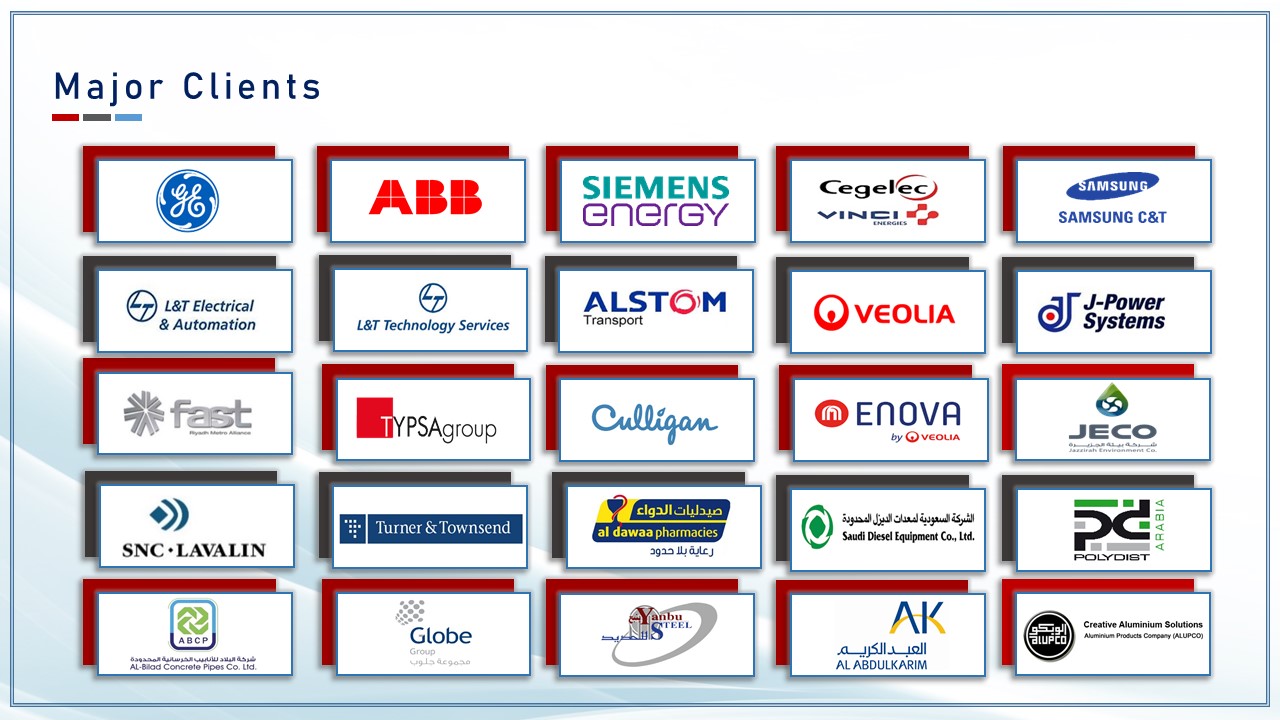 Major Clients
GE
ABB
SIEMENS
energy
Cegelec
VINCI
ENERGIES
SAMSUNG
SAMSUNG C&T
L&T Electrical
& Automation
L&T Technology Services
ALSTOM
Transport
VEOLIA
J-Power
Systems
fast
Riyadh Metro Alliance
TYPSAgroup
Culligan
ENOVA
by VEOLIA
JECO
شركة بيئة الجزيرة
Jazzirah Environment Co.
SNC·LAVALIN
Turner & Townsend
صيدليات الدواء
al dawaa pharmacies
رعاية بلا حدود
الشركة السعودية لمعدات الديزل المحدودة
Saudi Diesel Equipment Co., Ltd.
pd
ARABIA
POLYDIST
ABCP
شركة البلاد للأنابيب الخرسانية المحدودة
AL-Bilad Concrete Pipes Co. Ltd.
Globe
Group
مجموعة جلوب
Yanbu
STEEL
AK
العبدالكريم
AL ABDULKARIM
الوبكو
ALUPCO
Creative Aluminium Solutions
Aluminium Products Company (ALUPCO)